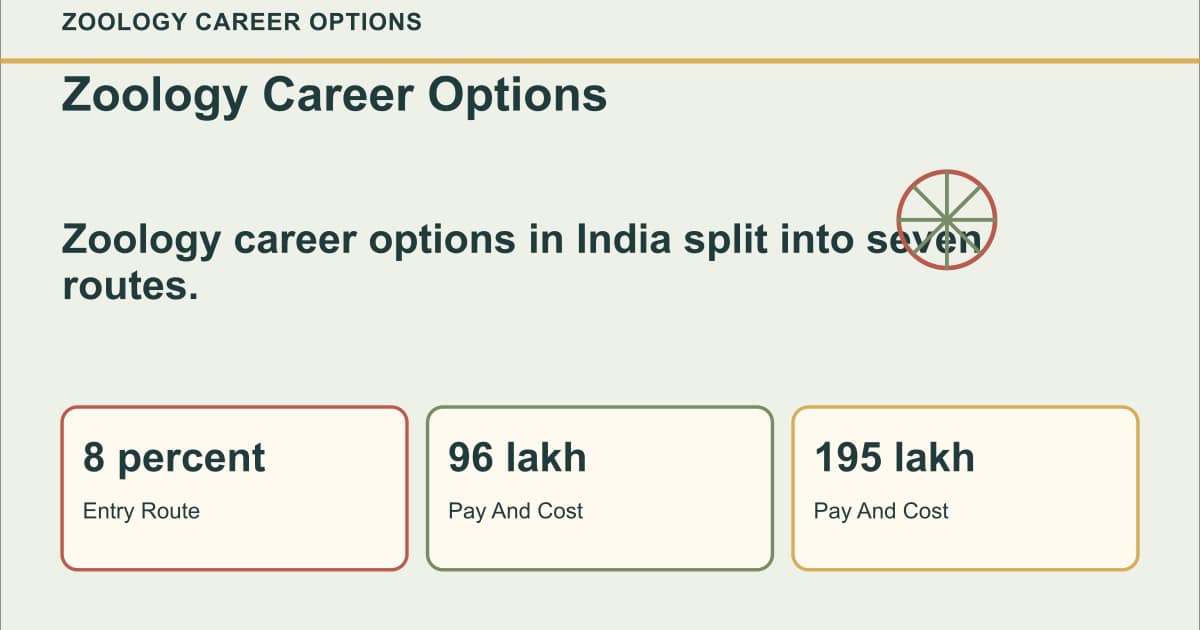 ZOOLOGY CAREER OPTIONS
Zoology Career Options
Zoology career options in India split into seven
routes.
8 percent
Entry Route
96 lakh
Pay And Cost
195 lakh
Pay And Cost